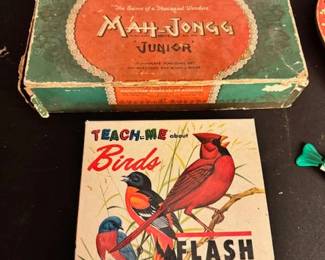 "The Game of a Thousand Wonders"
MAH-JONGG
"JUNIOR"
TEACH-ME about
Birds
FLASH